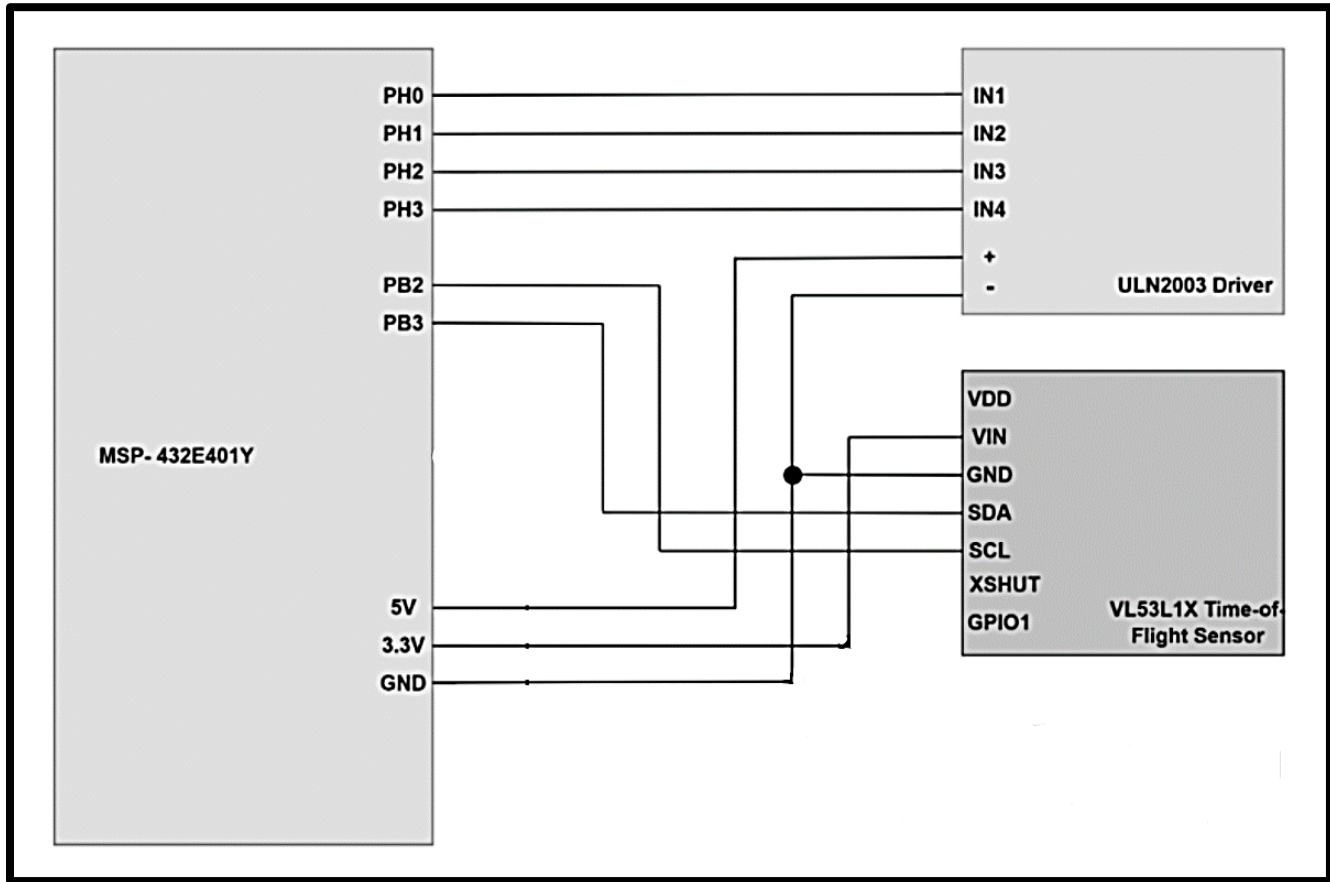 PH0
PH1
PH2
PH3
PB2
PB3
MSP- 432E401Y
5V
3.3V
GND
IN1
IN2
IN3
IN4
+
-
ULN2003 Driver
VDD
VIN
GND
SDA
SCL
XSHUT
GPIO1
VL53L1X Time-of-
Flight Sensor